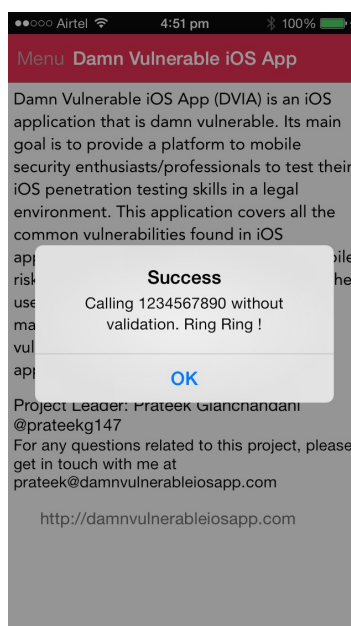 Airtel 4:51 pm 100%
Menu Damn Vulnerable iOS App
Damn Vulnerable iOS App (DVIA) is an iOS
application that is damn vulnerable. Its main
goal is to provide a platform to mobile
security enthusiasts/professionals to test their
iOS penetration testing skills in a legal
environment. This application covers all the
common vulnerabilities found in iOS
Success
Calling 1234567890 without
validation. Ring Ring !
OK
Project Leader: Prateek Gianchandani
@prateekg147
For any questions related to this project, please
get in touch with me at
prateek@damnvulnerableiosapp.com
http://damnvulnerableiosapp.com